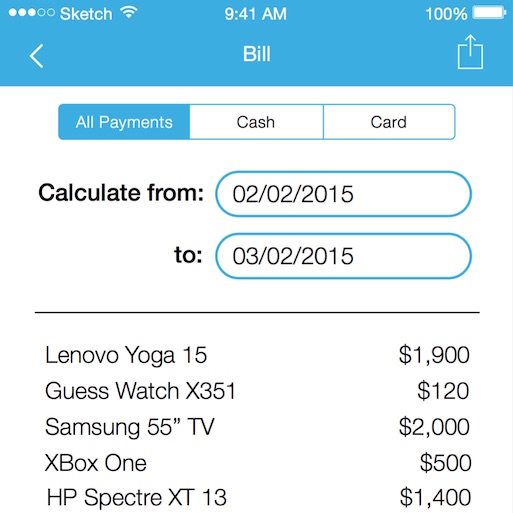 Sketch 9:41 AM 100%
Bill
All Payments Cash Card
Calculate from: 02/02/2015
to: 03/02/2015
Lenovo Yoga 15 $1,900
Guess Watch X351 $120
Samsung 55” TV $2,000
XBox One $500
HP Spectre XT 13 $1,400